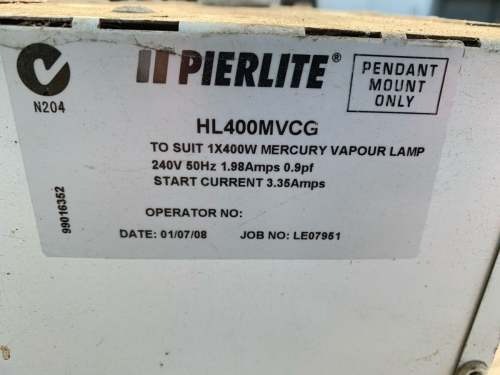 PIERLITE®
PENDANT
MOUNT
ONLY
N204
HL400MVCG
TO SUIT 1X400W MERCURY VAPOUR LAMP
240V 50Hz 1.98Amps 0.9pf
START CURRENT 3.35Amps
99016352
OPERATOR NO:
DATE: 01/07/08 JOB NO: LE07951